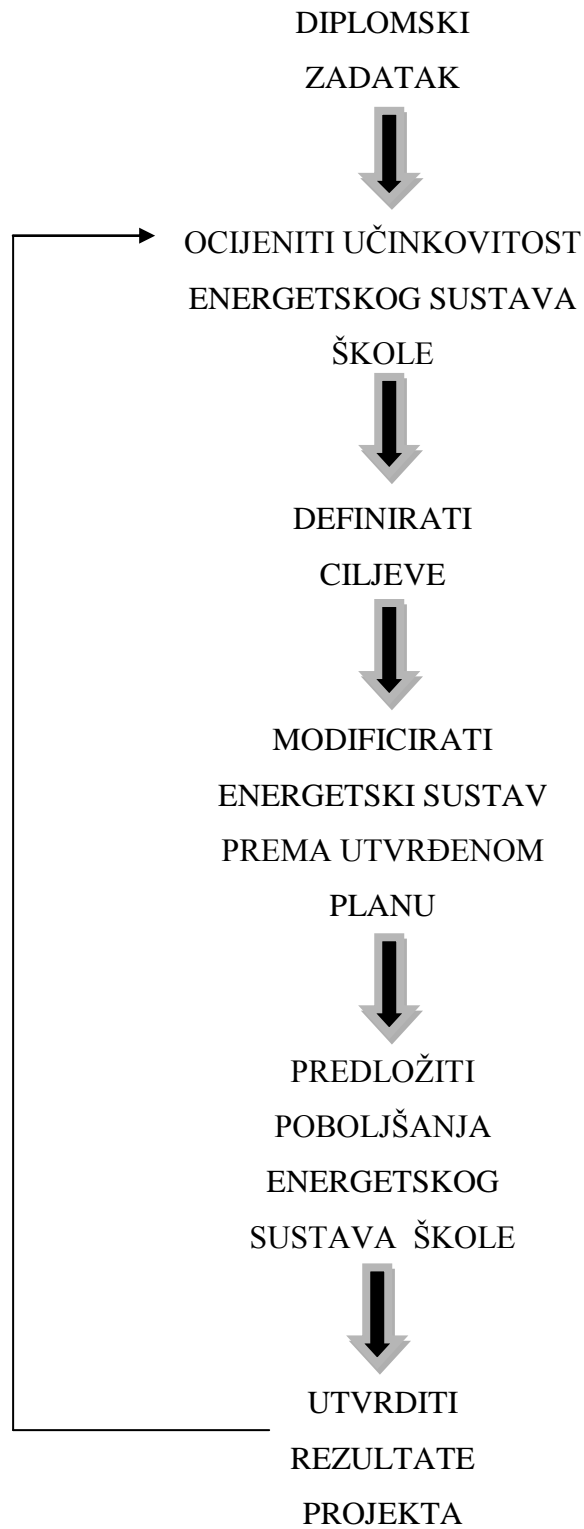 DIPLOMSKI
ZADATAK
OCIJENITI UČINKOVITOST
ENERGETSKOG SUSTAVA
ŠKOLE
DEFINIRATI
CILJEVE
MODIFICIRATI
ENERGETSKI SUSTAV
PREMA UTVRĐENOM
PLANU
PREDLOŽITI
POBOLJŠANJA
ENERGETSKOG
SUSTAVA ŠKOLE
UTVRDITI
REZULTATE
PROJEKTA